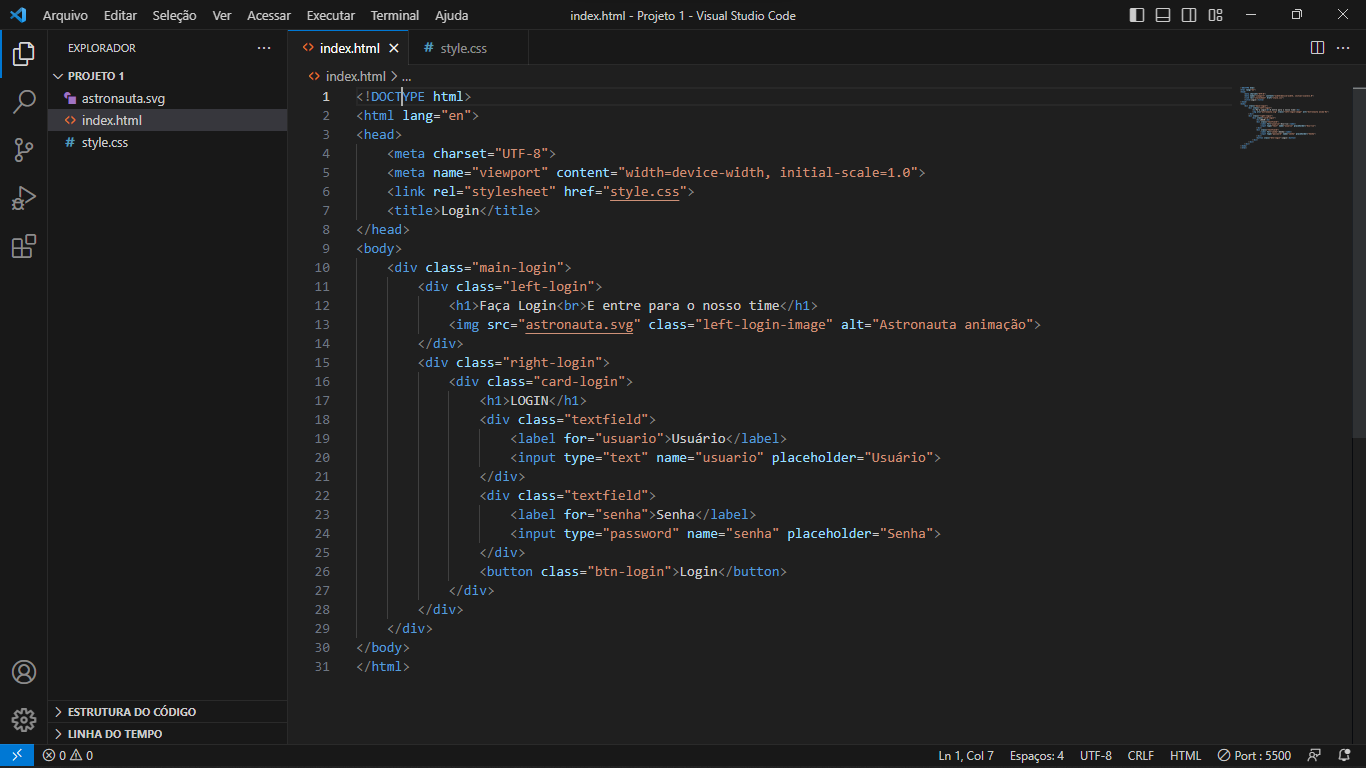 Arquivo Editar Seleção Ver Acessar Executar Terminal Ajuda index.html - Projeto 1 - Visual Studio Code
EXPLORADOR
PROJETO 1
astronauta.svg
index.html
style.css
index.html # style.css
index.html > ...
1 <!DOCTYPE html>
2 <html lang="en">
3 <head>
4 <meta charset="UTF-8">
5 <meta name="viewport" content="width=device-width, initial-scale=1.0">
6 <link rel="stylesheet" href="style.css">
7 <title>Login</title>
8 </head>
9 <body>
10 <div class="main-login">
11 <div class="left-login">
12 <h1>Faça Login<br>E entre para o nosso time</h1>
13 <img src="astronauta.svg" class="left-login-image" alt="Astronauta animação">
14 </div>
15 <div class="right-login">
16 <div class="card-login">
17 <h1>LOGIN</h1>
18 <div class="textfield">
19 <label for="usuario">Usuário</label>
20 <input type="text" name="usuario" placeholder="Usuário">
21 </div>
22 <div class="textfield">
23 <label for="senha">Senha</label>
24 <input type="password" name="senha" placeholder="Senha">
25 </div>
26 <button class="btn-login">Login</button>
27 </div>
28 </div>
29 </div>
30 </body>
31 </html>
ESTRUTURA DO CÓDIGO
LINHA DO TEMPO
0 0 Ln 1, Col 7 Espaços: 4 UTF-8 CRLF HTML Port : 5500